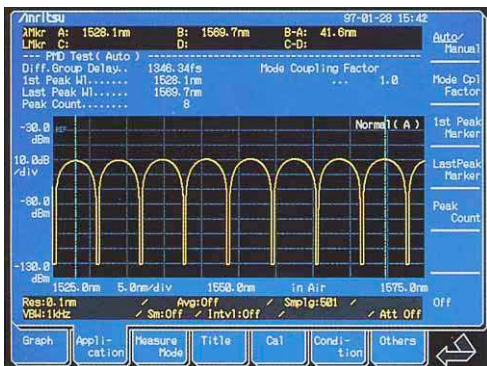 Anritsu 97-01-28 15:42
λMkr A: 1528.1nm B: 1569.7nm B-A: 41.6nm
LMkr C: D: C-D:
--- PMD Test( Auto )
Diff.Group Delay.. 1346.34fs Mode Coupling Factor
1st Peak Wl....... 1528.1nm ... 1.0
Last Peak Wl...... 1569.7nm
Peak Count....... 8
Auto/
Manual
Mode Cpl
Factor
1st Peak
Marker
LastPeak
Marker
Peak
Count
Off
-30.0
dBm
REF
Normal( A )
10.0dB
/div
-80.0
dBm
-130.0
dBm
1525.0nm 5.0nm/div 1550.0nm in Air 1575.0nm
Res:0.1nm / Avg:Off / Smplg:501 /
VBW:1kHz / Sm:Off / Intvl:Off / / Att Off
Graph
Appli-
cation
Measure
Mode
Title
Cal
Condi-
tion
Others